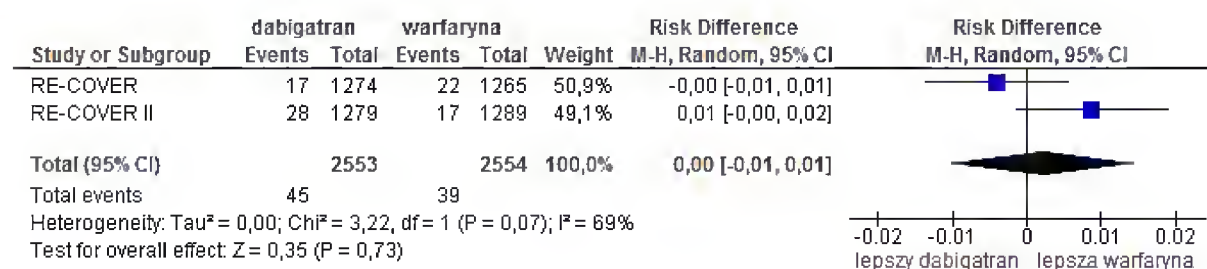 dabigatran warfaryna Risk Difference Risk Difference
Study or Subgroup Events Total Events Total Weight M-H, Random, 95% CI M-H, Random, 95% CI
RE-COVER 17 1274 22 1265 50,9% -0,00 [-0,01, 0,01]
RE-COVER II 28 1279 17 1289 49,1% 0,01 [-0,00, 0,02]
Total (95% CI) 2553 2554 100,0% 0,00 [-0,01, 0,01]
Total events 45 39
Heterogeneity: Tau² = 0,00; Chi² = 3,22, df = 1 (P = 0,07); I² = 69%
Test for overall effect: Z = 0,35 (P = 0,73)
-0.02 -0.01 0 0.01 0.02
lepszy dabigatran lepsza warfaryna